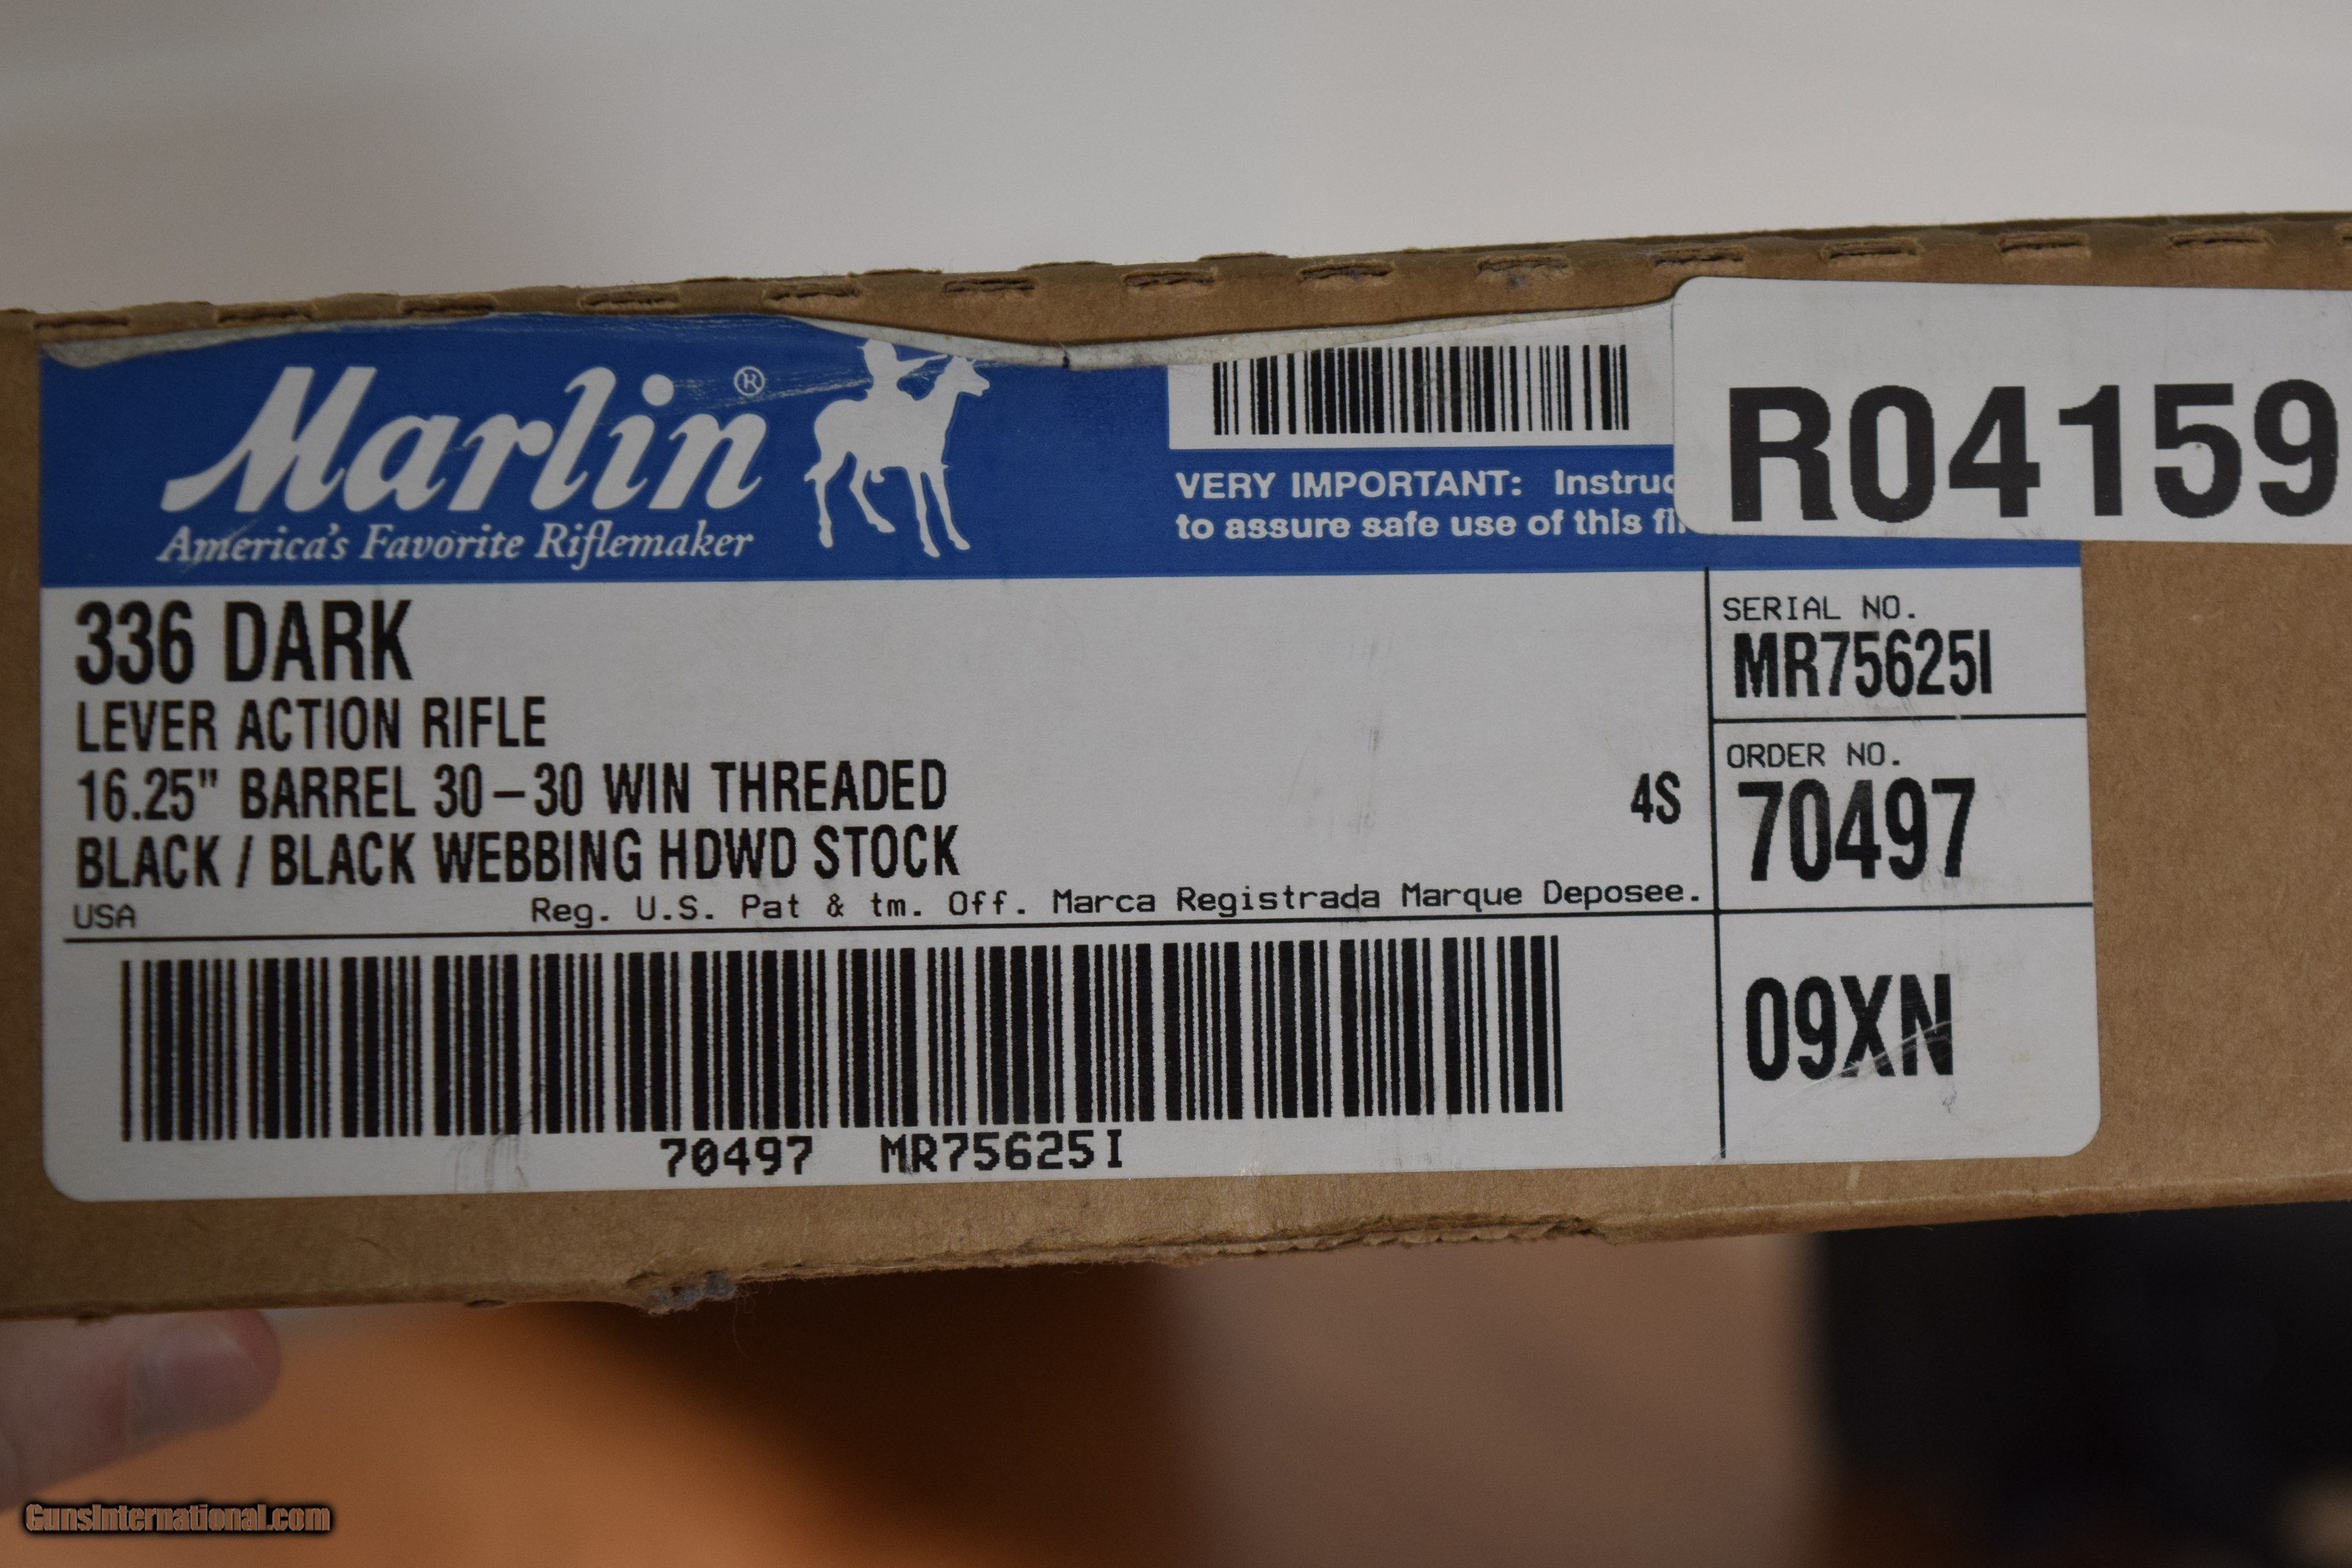 Marlin®
America's Favorite Riflemaker
VERY IMPORTANT:
to assure safe use of this
R04159
336 DARK
LEVER ACTION RIFLE
16.25" BARREL 30-30 WIN THREADED
BLACK / BLACK WEBBING HDWD STOCK
4S
USA
Reg. U.S. Pat & tm. Off. Marca Registrada Marque Deposee.
SERIAL NO.
MR75625I
ORDER NO.
70497
09XN
70497 MR75625I
GunsInternational.com